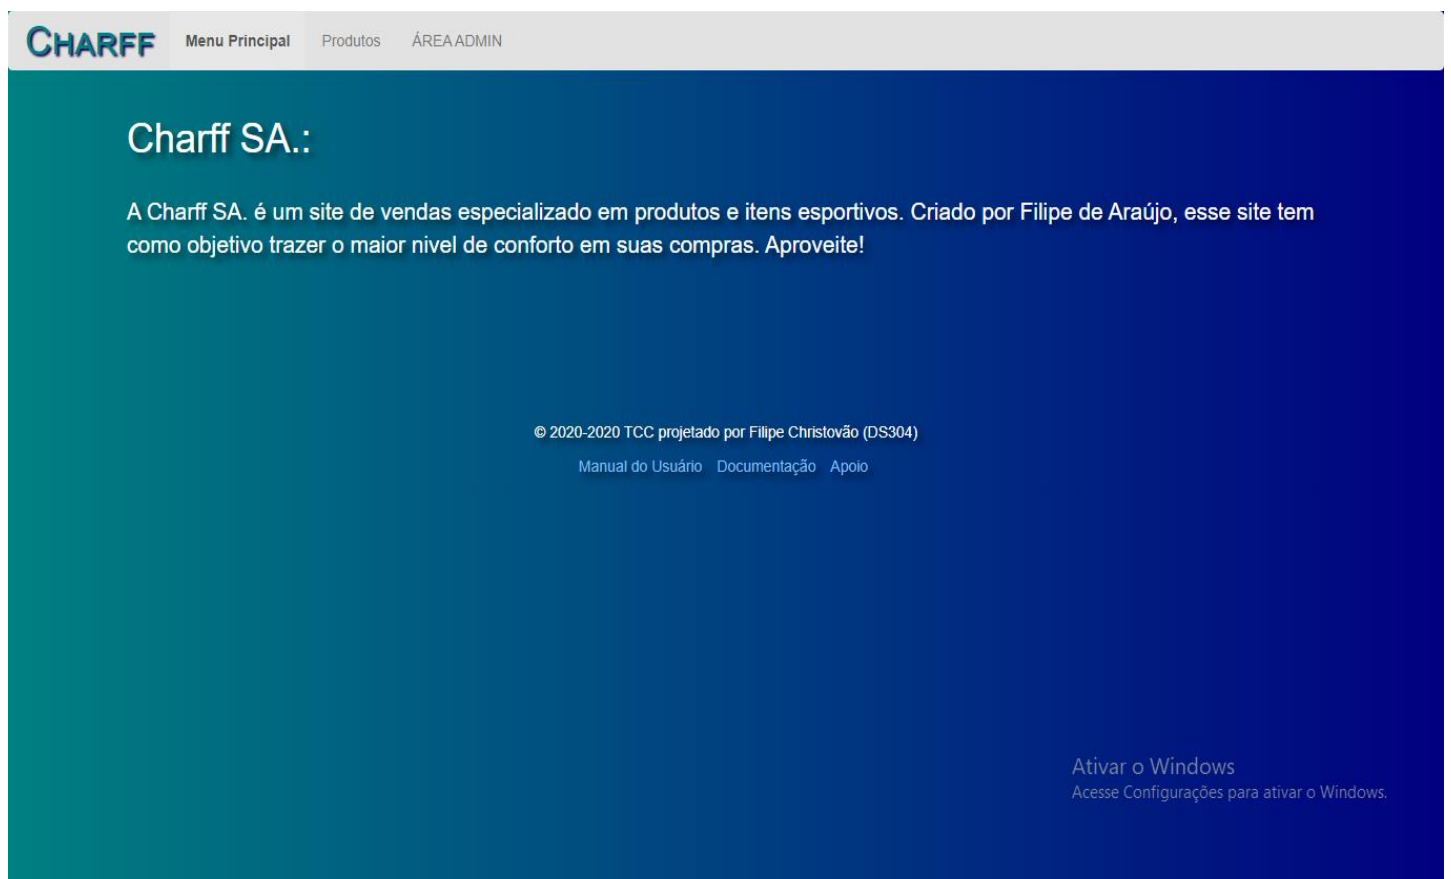 CHARFF Menu Principal Produtos ÁREA ADMIN
Charff SA.:
A Charff SA. é um site de vendas especializado em produtos e itens esportivos. Criado por Filipe de Araújo, esse site tem
como objetivo trazer o maior nivel de conforto em suas compras. Aproveite!
© 2020-2020 TCC projetado por Filipe Christovão (DS304)
Manual do Usuário Documentação Apoio
Ativar o Windows
Acesse Configurações para ativar o Windows.